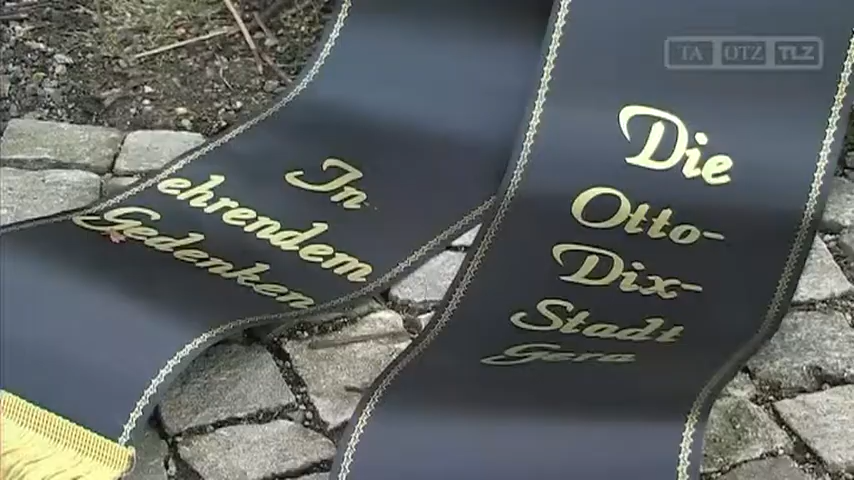 TA OTZ TLZ
In
ehrendem
Gedenken
Die
Otto-
Dix-
Stadt
Gera